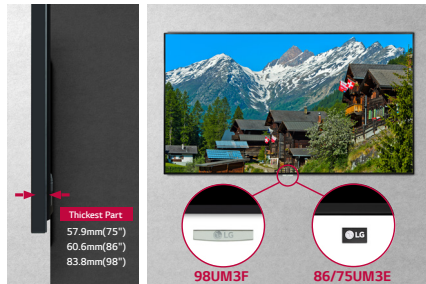 Thickest Part
57.9mm(75")
60.6mm(86")
83.8mm(98")
LG
LG
98UM3F
86/75UM3E